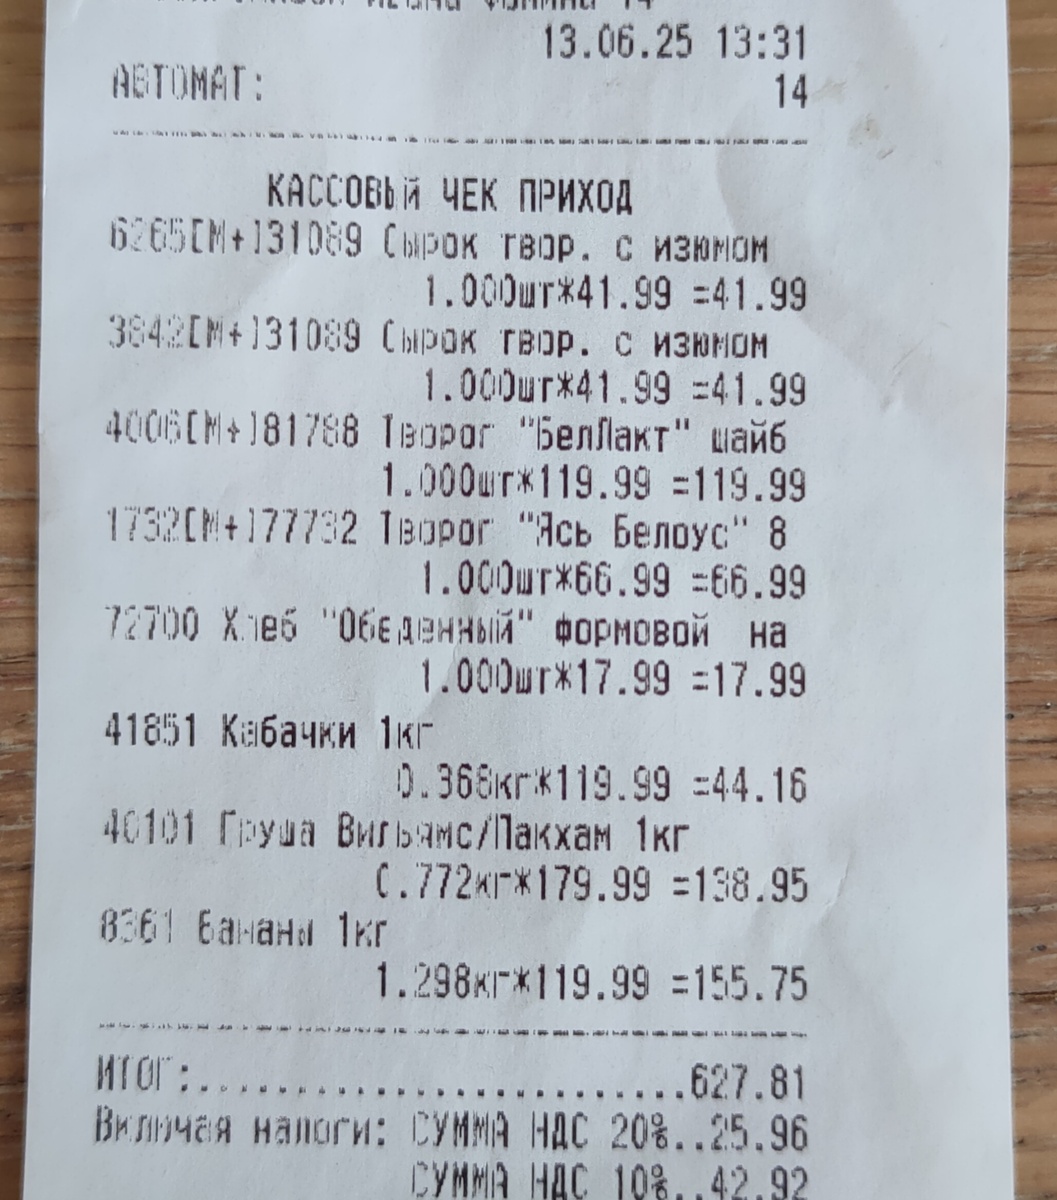 13.06.25 13:31
АВТОМАТ: 14
КАССОВЫЙ ЧЕК ПРИХОД
6265[М+]31089 Сырок твор. с изюмом
1.000шт*41.99 =41.99
3842[М+]31089 Сырок твор. с изюмом
1.000шт*41.99 =41.99
4006[М+]81788 Творог "БелЛакт" шайб
1.000шт*119.99 =119.99
1732[М+]77732 Творог "Ясь Белоус" 8
1.000шт*66.99 =66.99
72700 Хлеб "Обеденный" формовой на
1.000шт*17.99 =17.99
41851 Кабачки 1кг
0.368кг*119.99 =44.16
40101 Груша Вильямс/Пакхам 1кг
0.772кг*179.99 =138.95
8361 Бананы 1кг
1.298кг*119.99 =155.75
ИТОГ:.........................627.81
Включая налоги: СУММА НДС 20%..25.96
СУММА НДС 10%..42.92